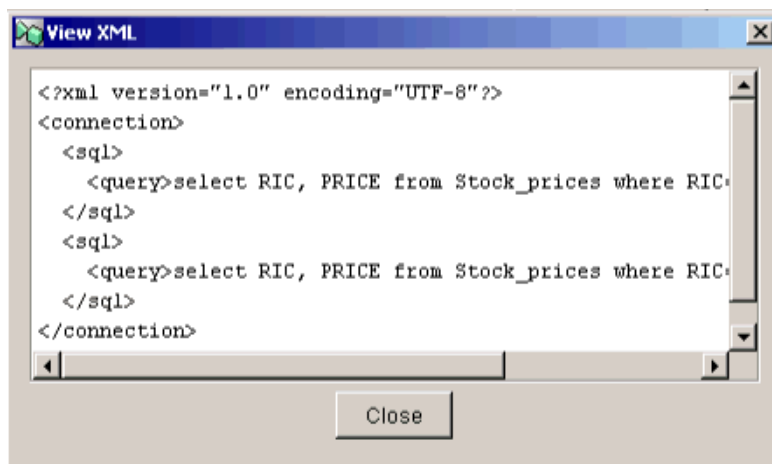 View XML
<?xml version="1.0" encoding="UTF-8"?>
<connection>
<sql>
<query>select RIC, PRICE from Stock_prices where RIC=
</sql>
<sql>
<query>select RIC, PRICE from Stock_prices where RIC=
</sql>
</connection>
Close